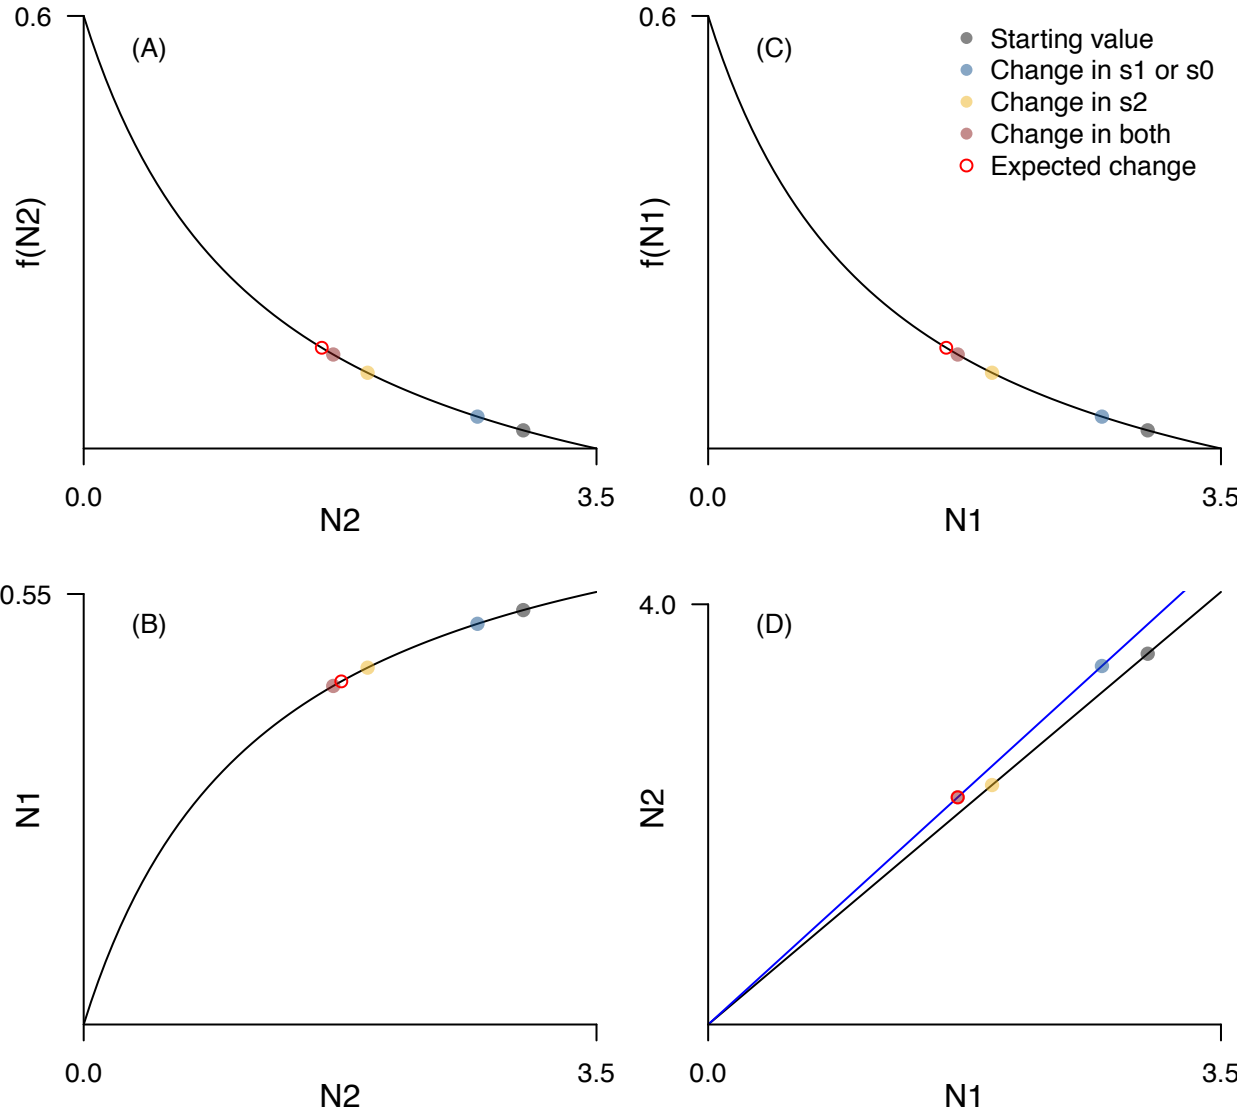 0.6
(A)
f(N2)
0.0
3.5
N2
0.6
(C)
Starting value
Change in s1 or s0
Change in s2
Change in both
Expected change
f(N1)
0.0
3.5
N1
0.55
(B)
N1
0.0
3.5
N2
4.0
(D)
N2
0.0
3.5
N1